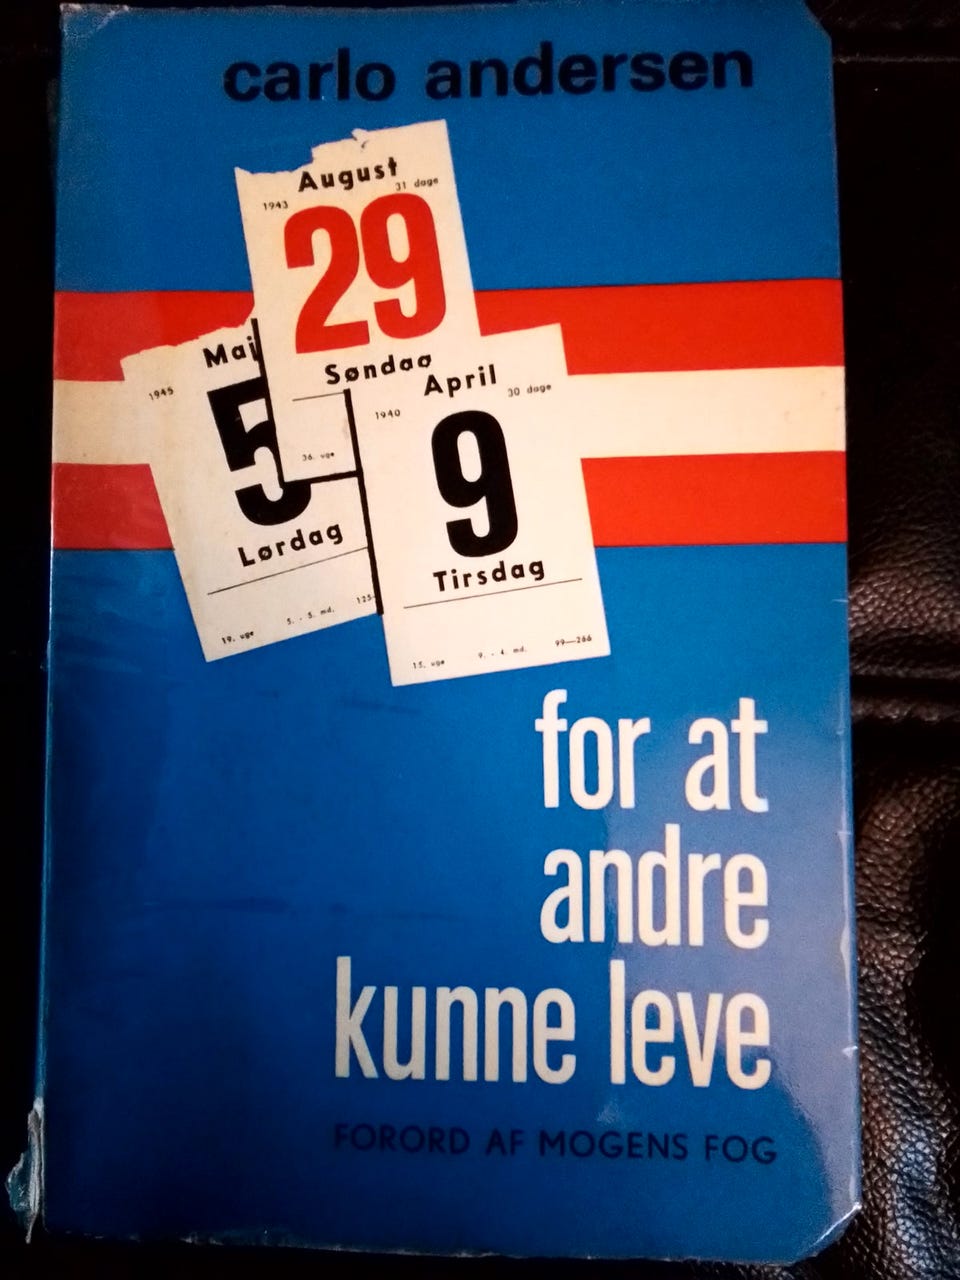 carlo andersen
August
1943 31 dage
29
Søndag
36. uge
Maj
1945
5
Lørdag
19. uge 5. - 5. md. 125-
April
1940 30 dage
9
Tirsdag
15. uge 9. - 4. md. 99—266
for at
andre
kunne leve
FORORD AF MOGENS FOG